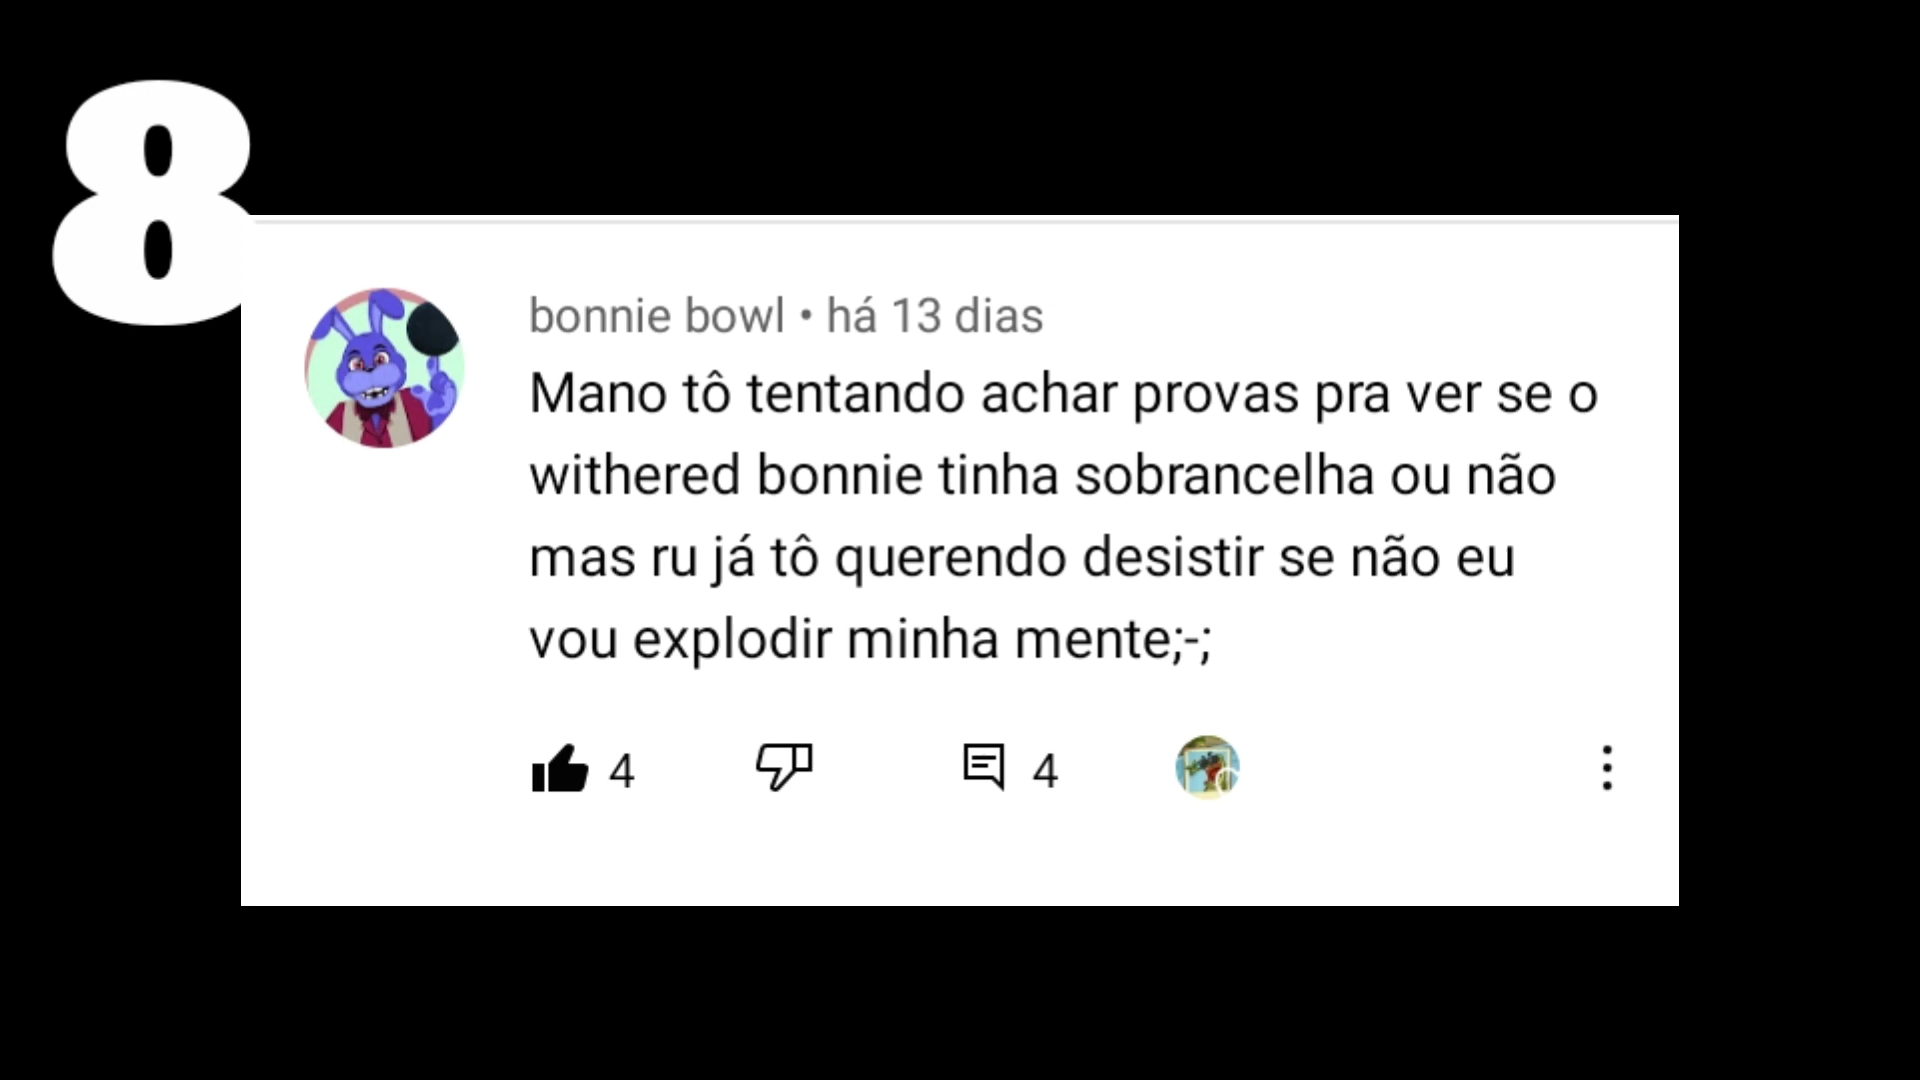 8
bonnie bowl • há 13 dias
Mano tô tentando achar provas pra ver se o
withered bonnie tinha sobrancelha ou não
mas ru já tô querendo desistir se não eu
vou explodir minha mente;-;
4 4